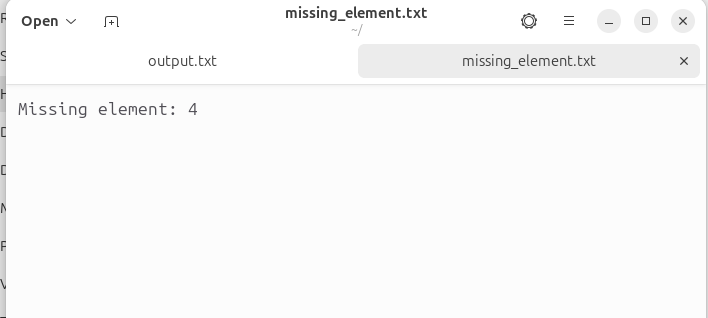 Open
missing_element.txt
~/
output.txt
missing_element.txt
Missing element: 4